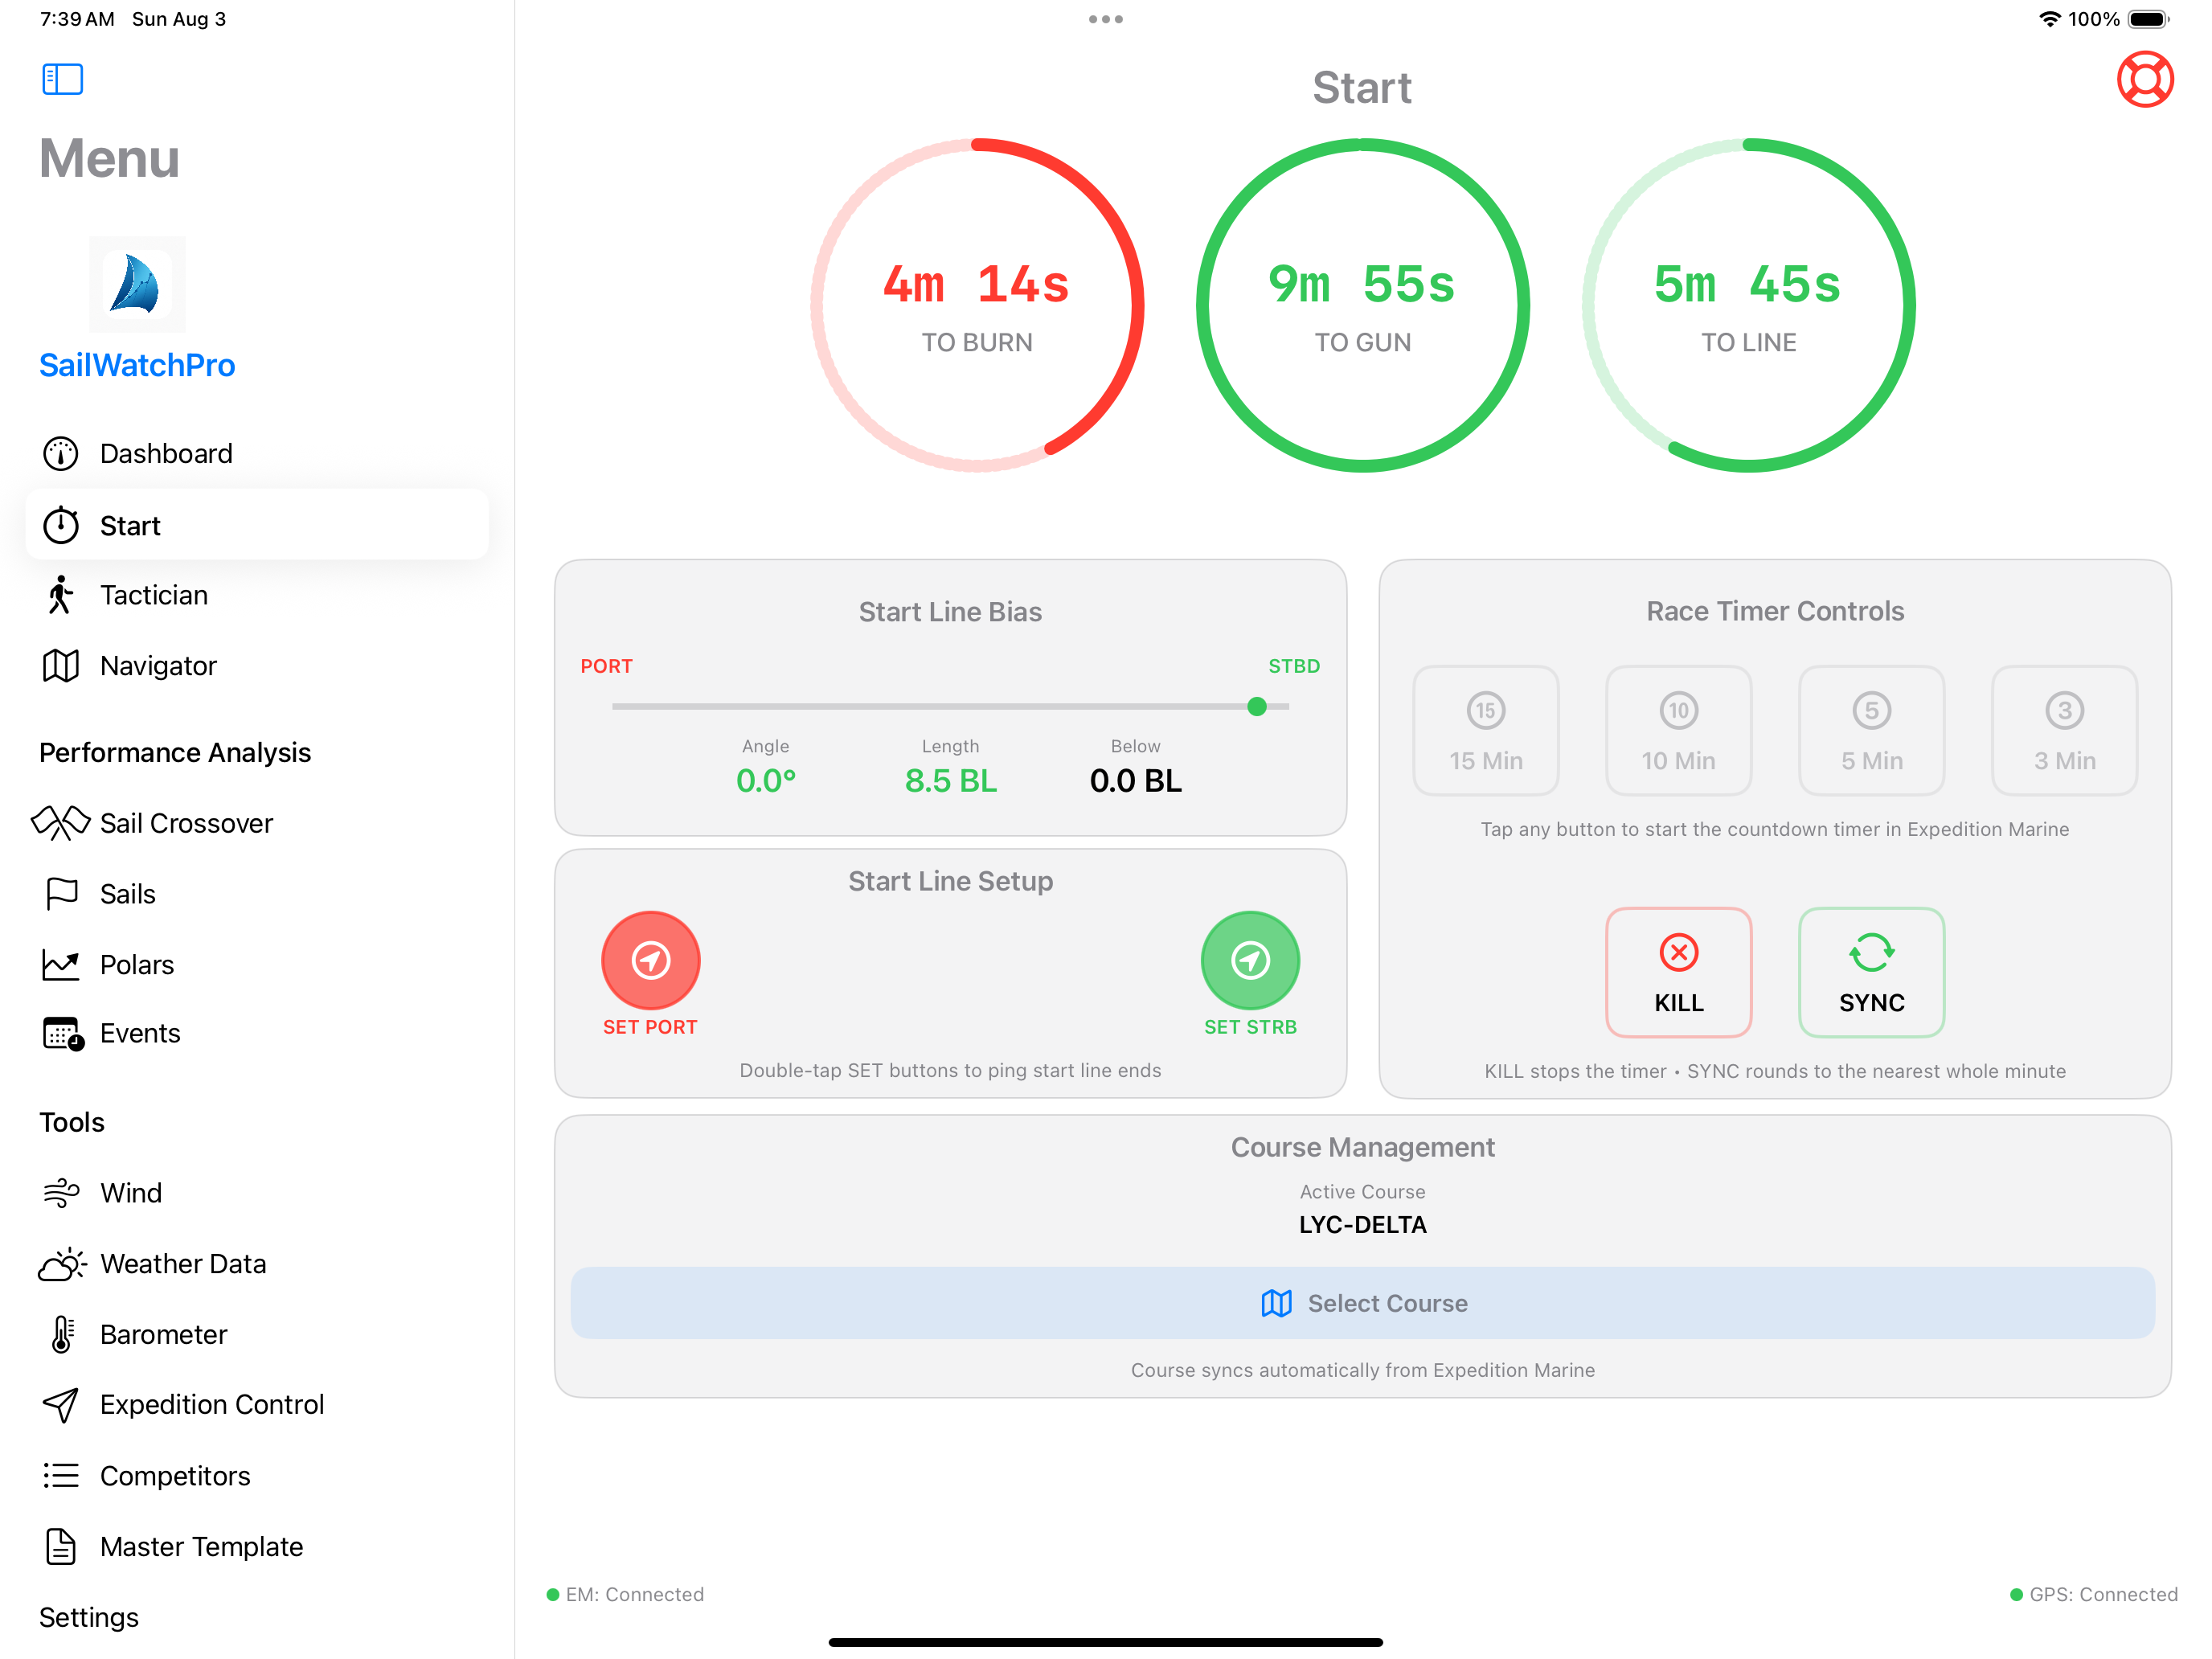 7:39 AM Sun Aug 3
100%
Menu
SailWatchPro
Dashboard
Start
Tactician
Navigator
Performance Analysis
Sail Crossover
Sails
Polars
Events
Tools
Wind
Weather Data
Barometer
Expedition Control
Competitors
Master Template
Settings
Start
4m 14s
TO BURN
9m 55s
TO GUN
5m 45s
TO LINE
Start Line Bias
PORT
STBD
Angle
0.0°
Length
8.5 BL
Below
0.0 BL
Start Line Setup
SET PORT
SET STRB
Double-tap SET buttons to ping start line ends
Race Timer Controls
15
15 Min
10
10 Min
5
5 Min
3
3 Min
Tap any button to start the countdown timer in Expedition Marine
KILL
SYNC
KILL stops the timer • SYNC rounds to the nearest whole minute
Course Management
Active Course
LYC-DELTA
Select Course
Course syncs automatically from Expedition Marine
EM: Connected
GPS: Connected